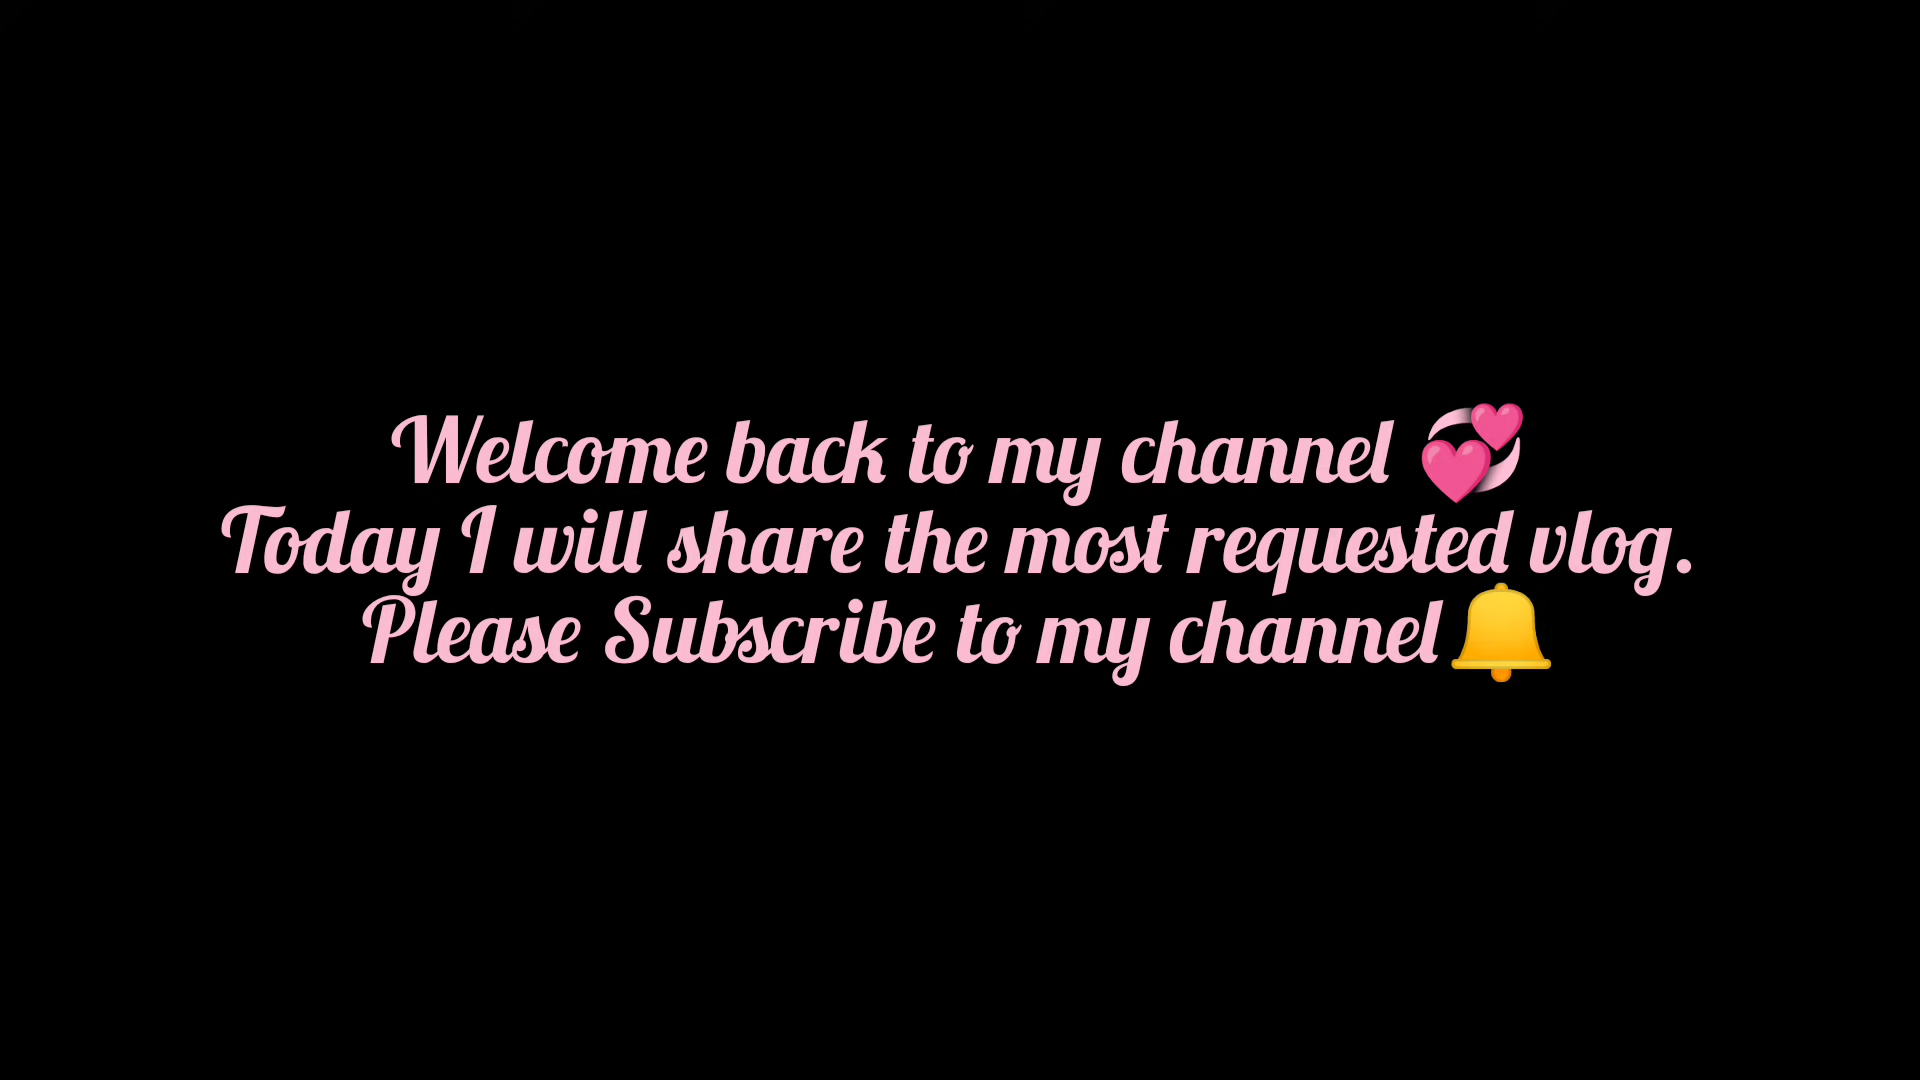 Welcome back to my channel 💞
Today I will share the most requested vlog.
Please Subscribe to my channel🔔